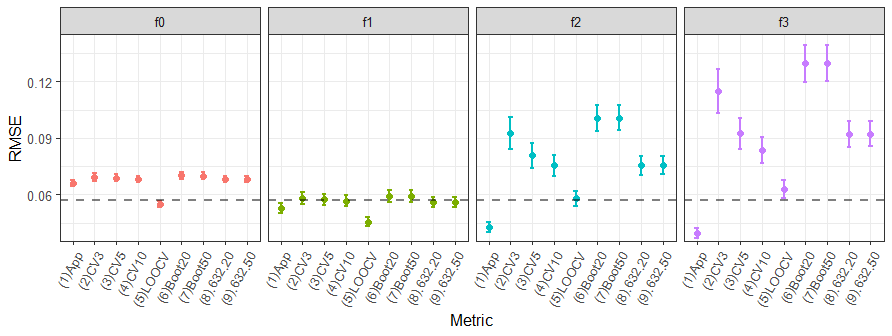 f0
f1
f2
f3
RMSE
0.12
0.09
0.06
(1)App
(2)CV3
(3)CV5
(4)CV10
(5)LOOCV
(6)Boot20
(7)Boot50
(8).632.20
(9).632.50
(1)App
(2)CV3
(3)CV5
(4)CV10
(5)LOOCV
(6)Boot20
(7)Boot50
(8).632.20
(9).632.50
(1)App
(2)CV3
(3)CV5
(4)CV10
(5)LOOCV
(6)Boot20
(7)Boot50
(8).632.20
(9).632.50
(1)App
(2)CV3
(3)CV5
(4)CV10
(5)LOOCV
(6)Boot20
(7)Boot50
(8).632.20
(9).632.50
Metric